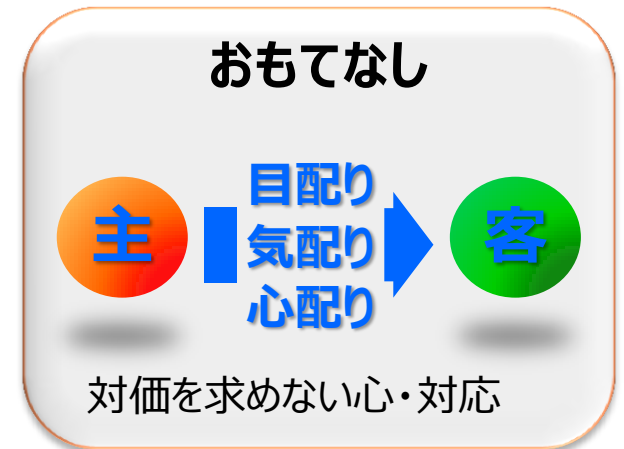 おもてなし
目配り
主
気配り
客
心配り
対価を求めない心・対応